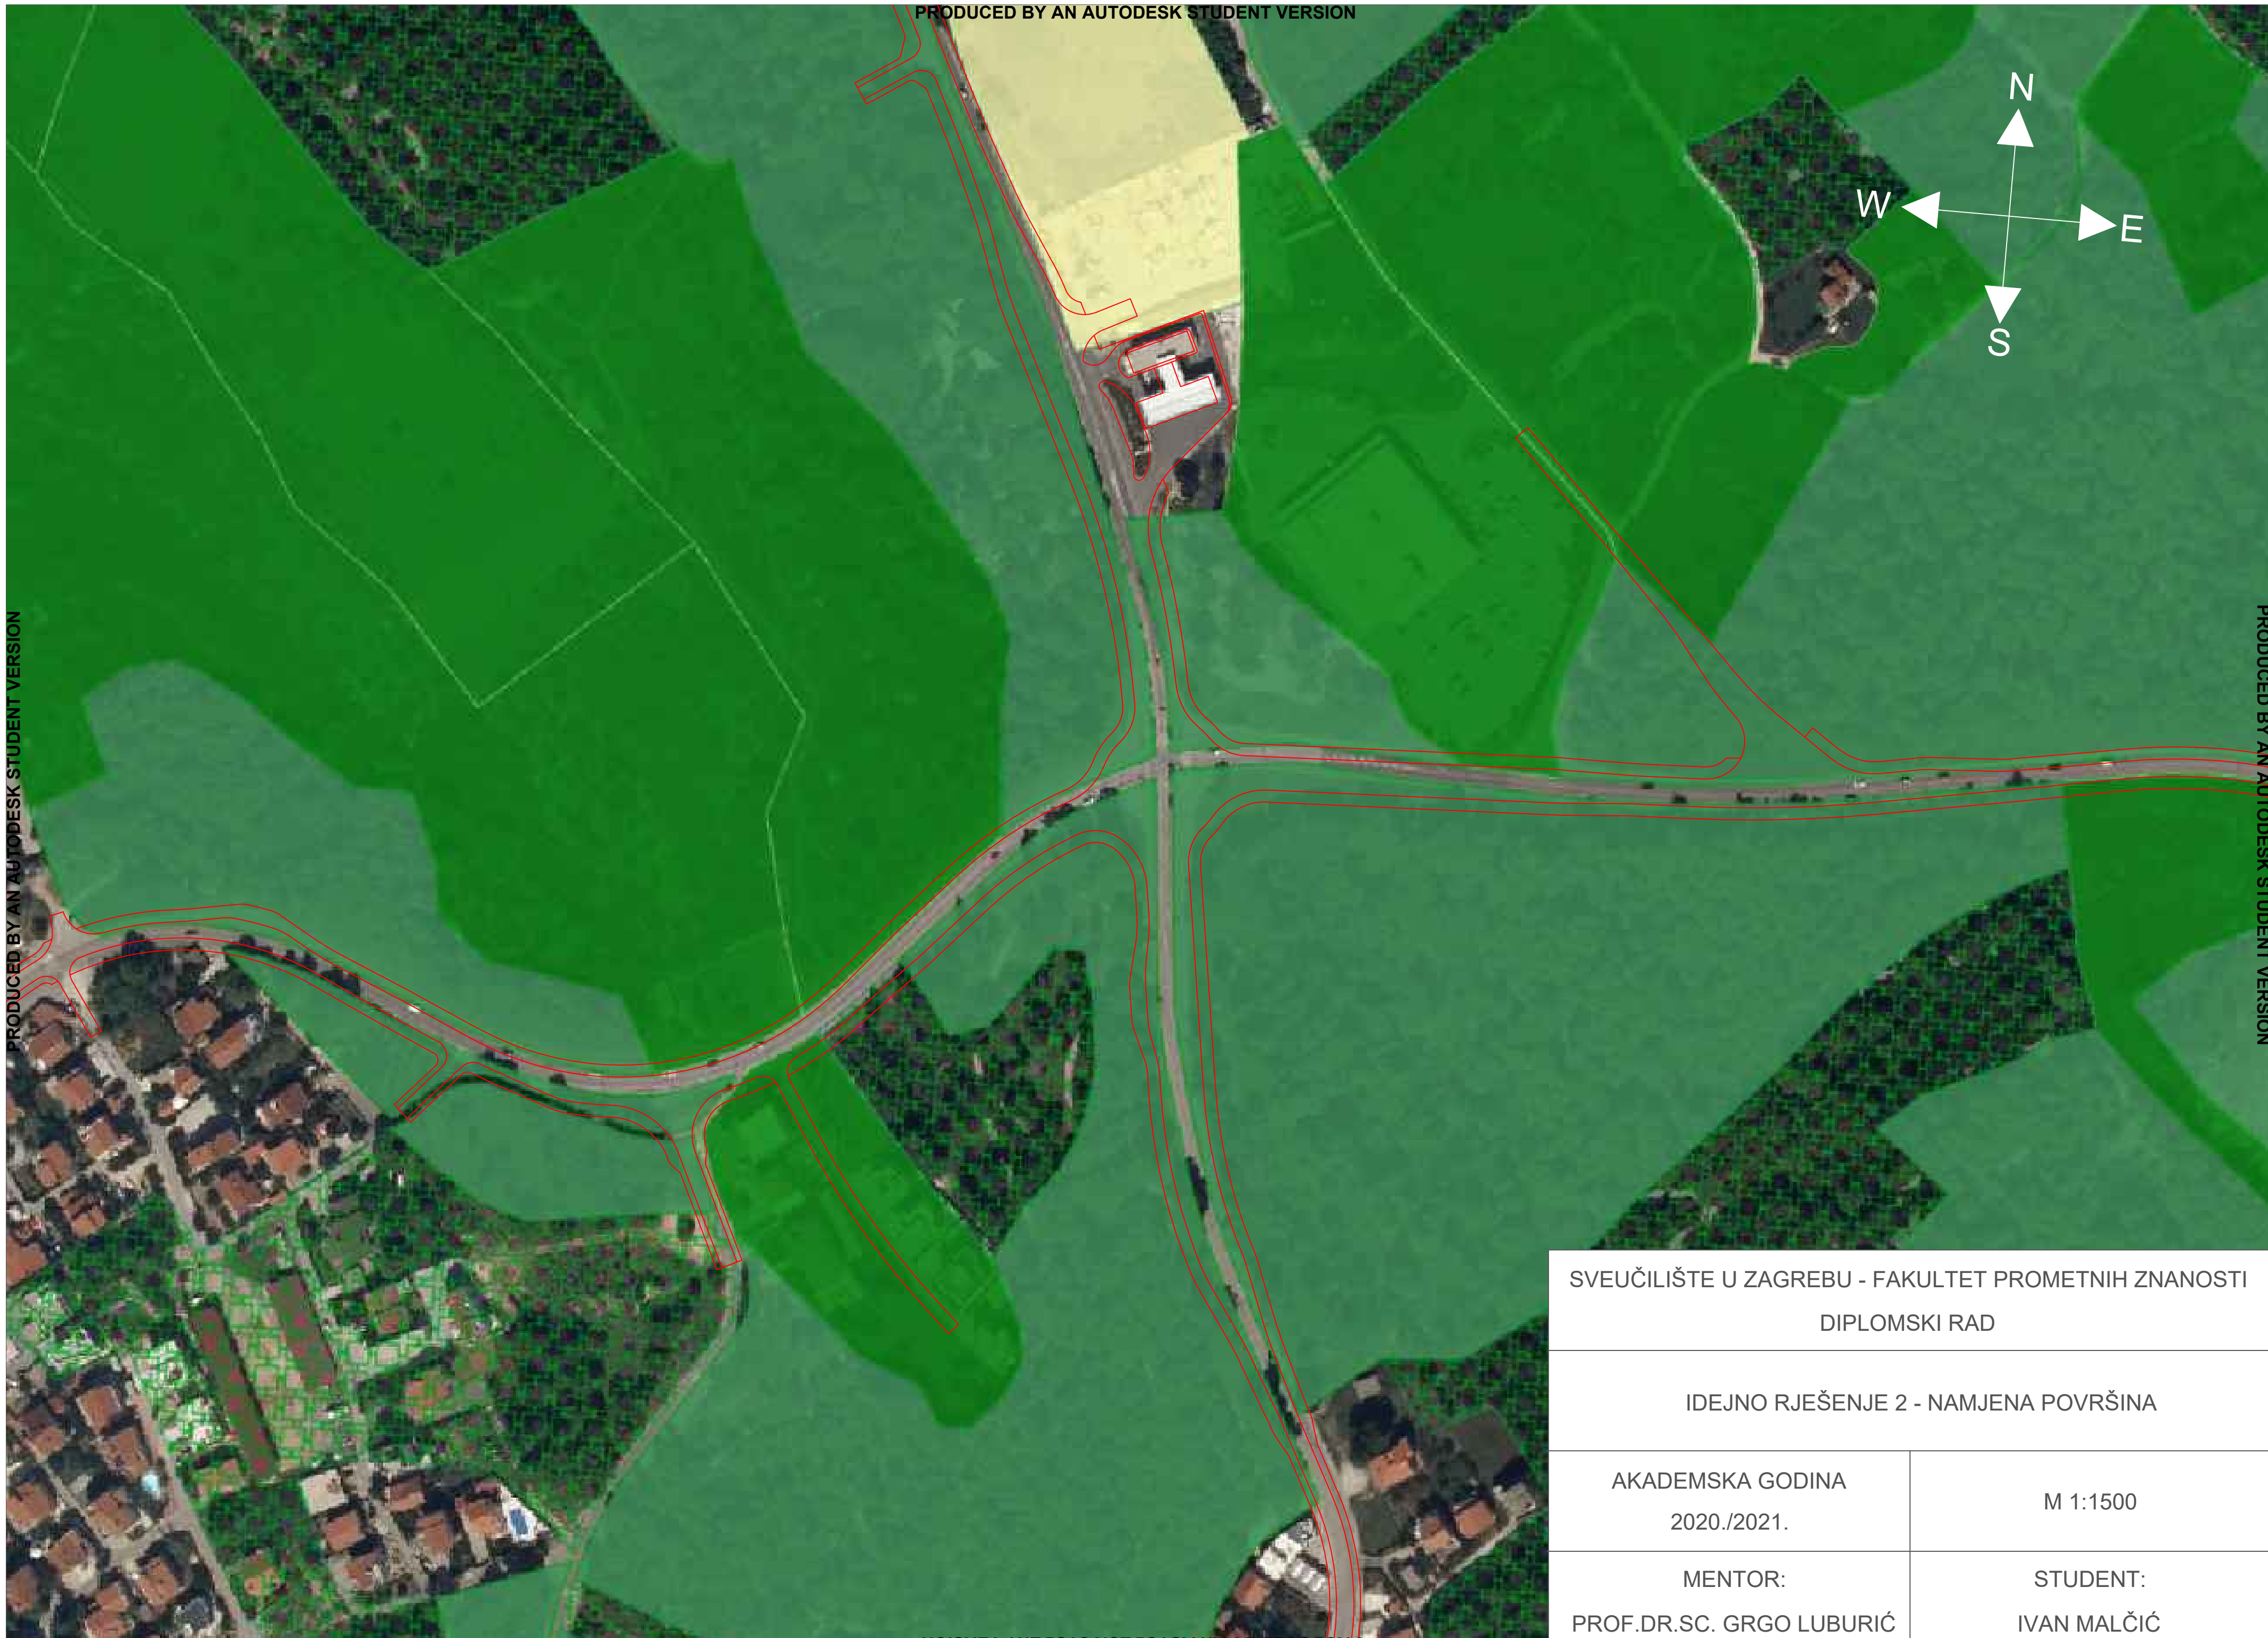 PRODUCED BY AN AUTODESK STUDENT VERSION
N
W
E
S
PRODUCED BY AN AUTODESK STUDENT VERSION
PRODUCED BY AN AUTODESK STUDENT VERSION
SVEUČILIŠTE U ZAGREBU - FAKULTET PROMETNIH ZNANOSTI
DIPLOMSKI RAD
IDEJNO RJEŠENJE 2 - NAMJENA POVRŠINA
AKADEMSKA GODINA
2020./2021.
M 1:1500
MENTOR:
PROF.DR.SC. GRGO LUBURIĆ
STUDENT:
IVAN MALČIĆ